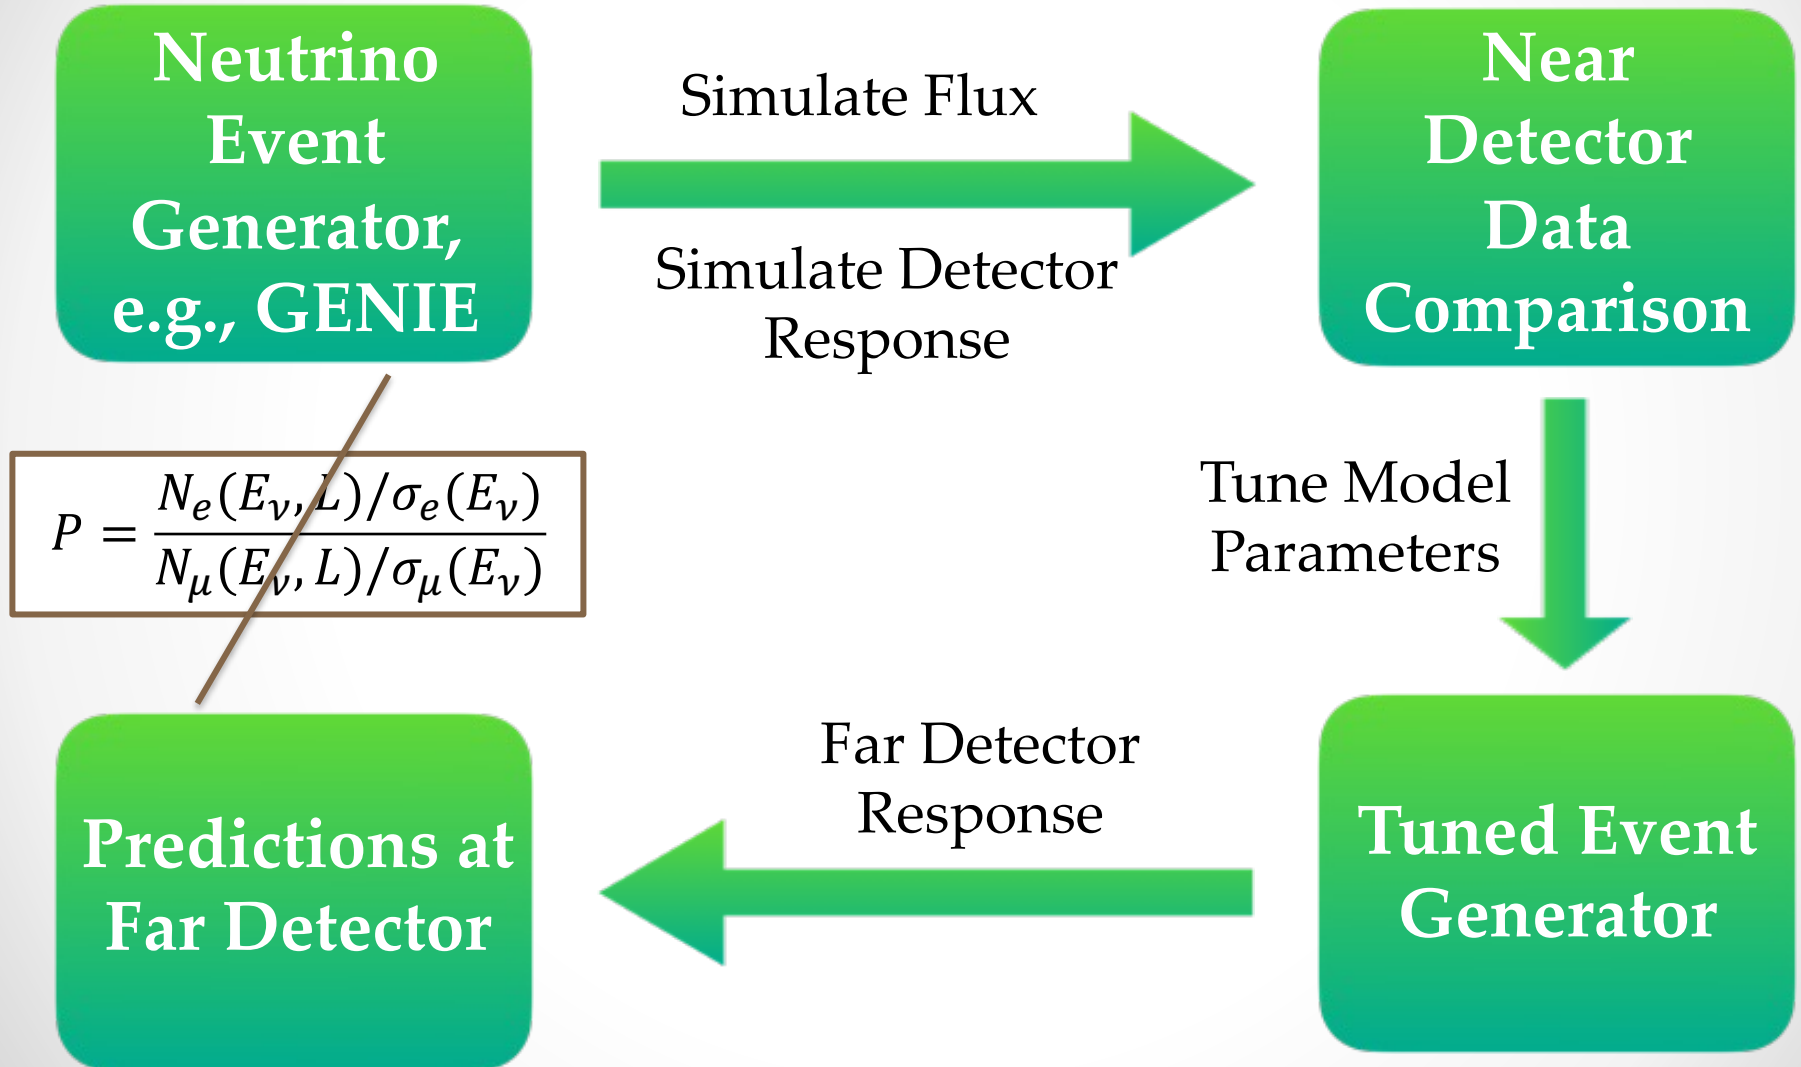 Neutrino
Event
Generator,
e.g., GENIE
Simulate Flux
Simulate Detector
Response
Near
Detector
Data
Comparison
P = \frac{N_e(E_ν, L)/σ_e(E_ν)}{N_μ(E_ν, L)/σ_μ(E_ν)}
Tune Model
Parameters
Predictions at
Far Detector
Far Detector
Response
Tuned Event
Generator